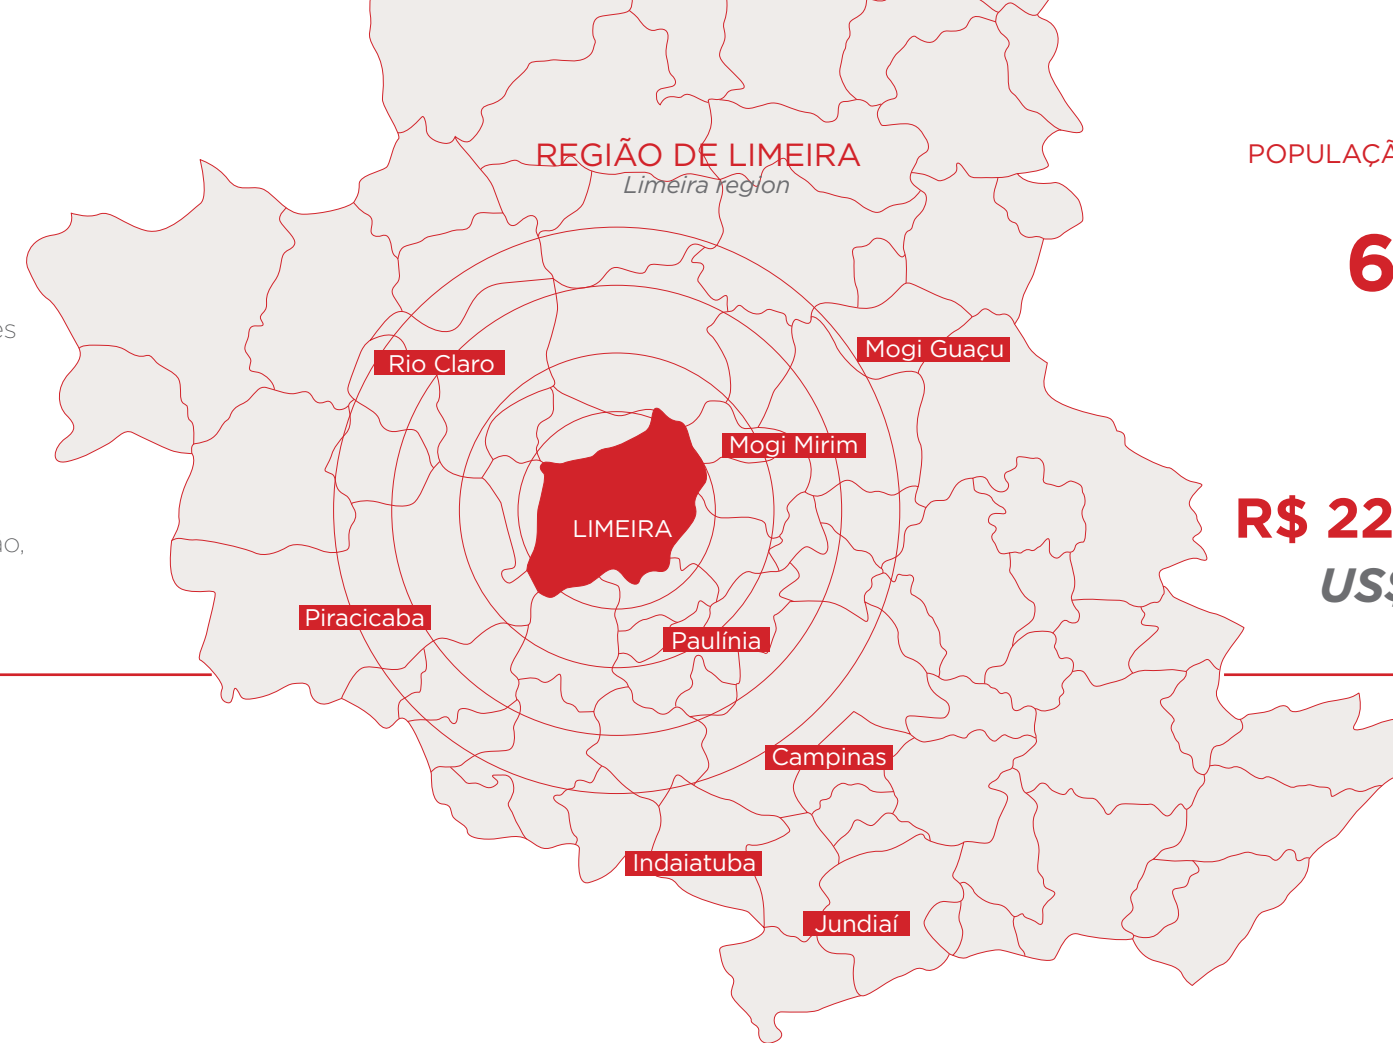 REGIÃO DE LIMEIRA
Limeira region
Rio Claro
Mogi Guaçu
Mogi Mirim
LIMEIRA
Piracicaba
Paulínia
Campinas
Indaiatuba
Jundiaí
R$ 22
US$
6